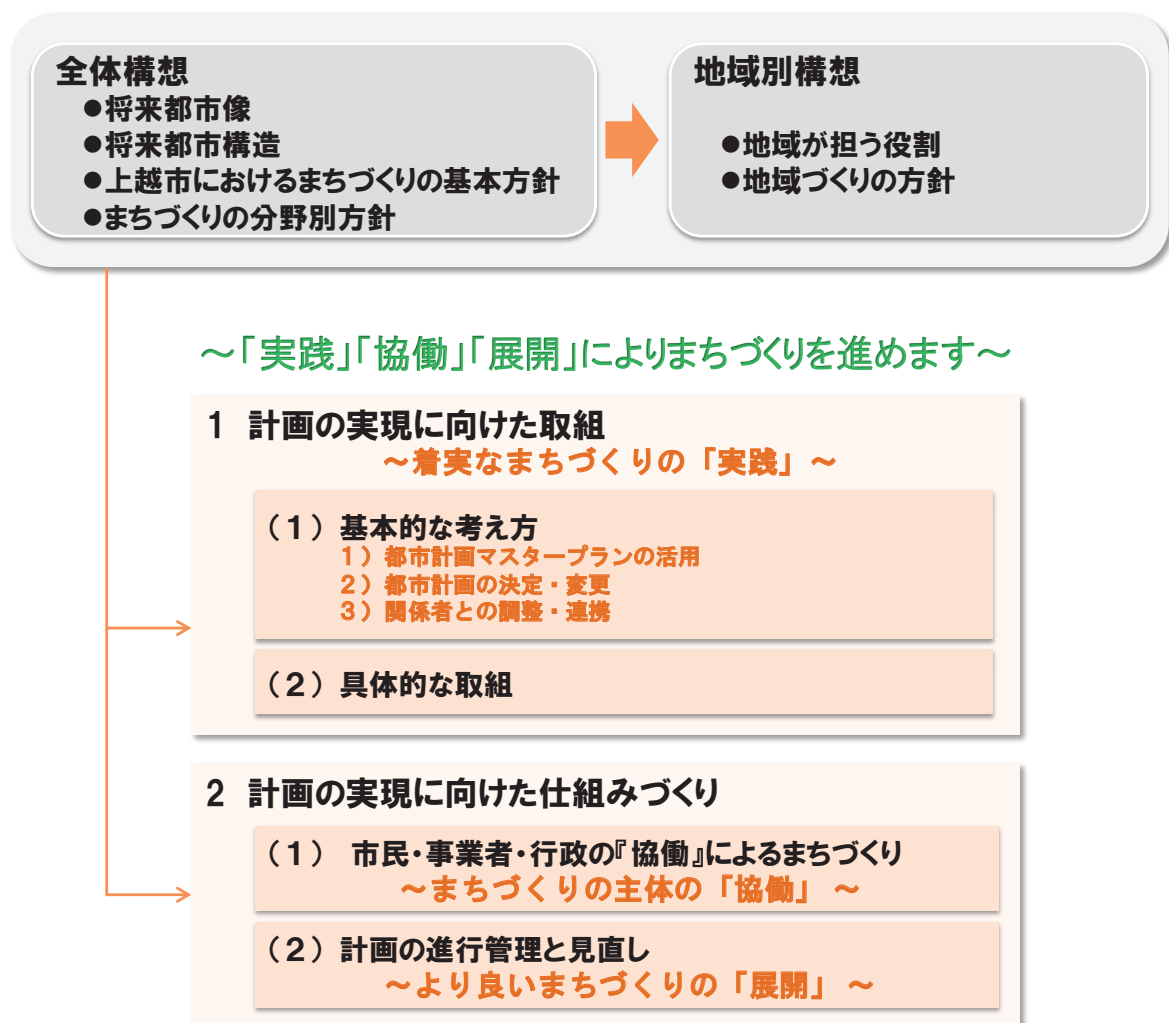 全体構想
●将来都市像
●将来都市構造
●上越市におけるまちづくりの基本方針
●まちづくりの分野別方針
地域別構想
●地域が担う役割
●地域づくりの方針
～「実践」「協働」「展開」によりまちづくりを進めます～
1 計画の実現に向けた取組
～着実なまちづくりの「実践」～
（1）基本的な考え方
1）都市計画マスタープランの活用
2）都市計画の決定・変更
3）関係者との調整・連携
（2）具体的な取組
2 計画の実現に向けた仕組みづくり
（1） 市民・事業者・行政の『協働』によるまちづくり
～まちづくりの主体の「協働」～
（2）計画の進行管理と見直し
～より良いまちづくりの「展開」～